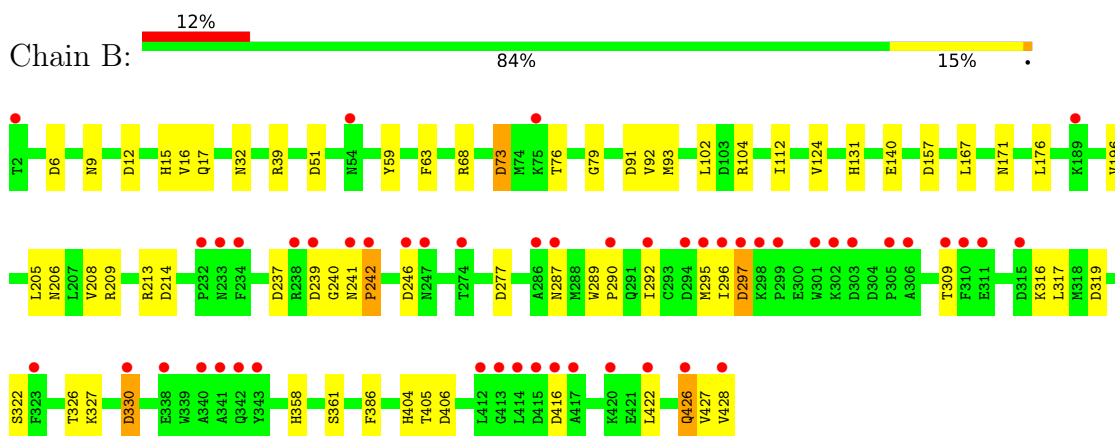 12%
Chain B:
84% 15% •
T2 D6 N9 D12 H15 V16 Q17 N32 R39 D51 N54 Y59 F63 R68 D73 M74 K75 T76 G79 D91 V92 M93 L102 D103 R104 I112 V124 H131 E140 D157 L167 N171 L176 K189 V196
L205 N206 L207 V208 R209 R213 D214 P232 N233 F234 D237 R238 D239 G240 N241 P242 D246 N247 T274 D277 A286 N287 M288 W289 P290 Q291 I292 C293 D294 M295 I296 D297 K298 P299 E300 W301 K302 D303 D304 P305 A306 T309 F310 E311 D315 K316 L317 M318 D319
S322 F323 T326 K327 D330 E338 W339 A340 A341 Q342 Y343 H358 S361 F386 H404 T405 D406 L412 G413 L414 D415 D416 A417 K420 E421 L422 Q426 V427 V428